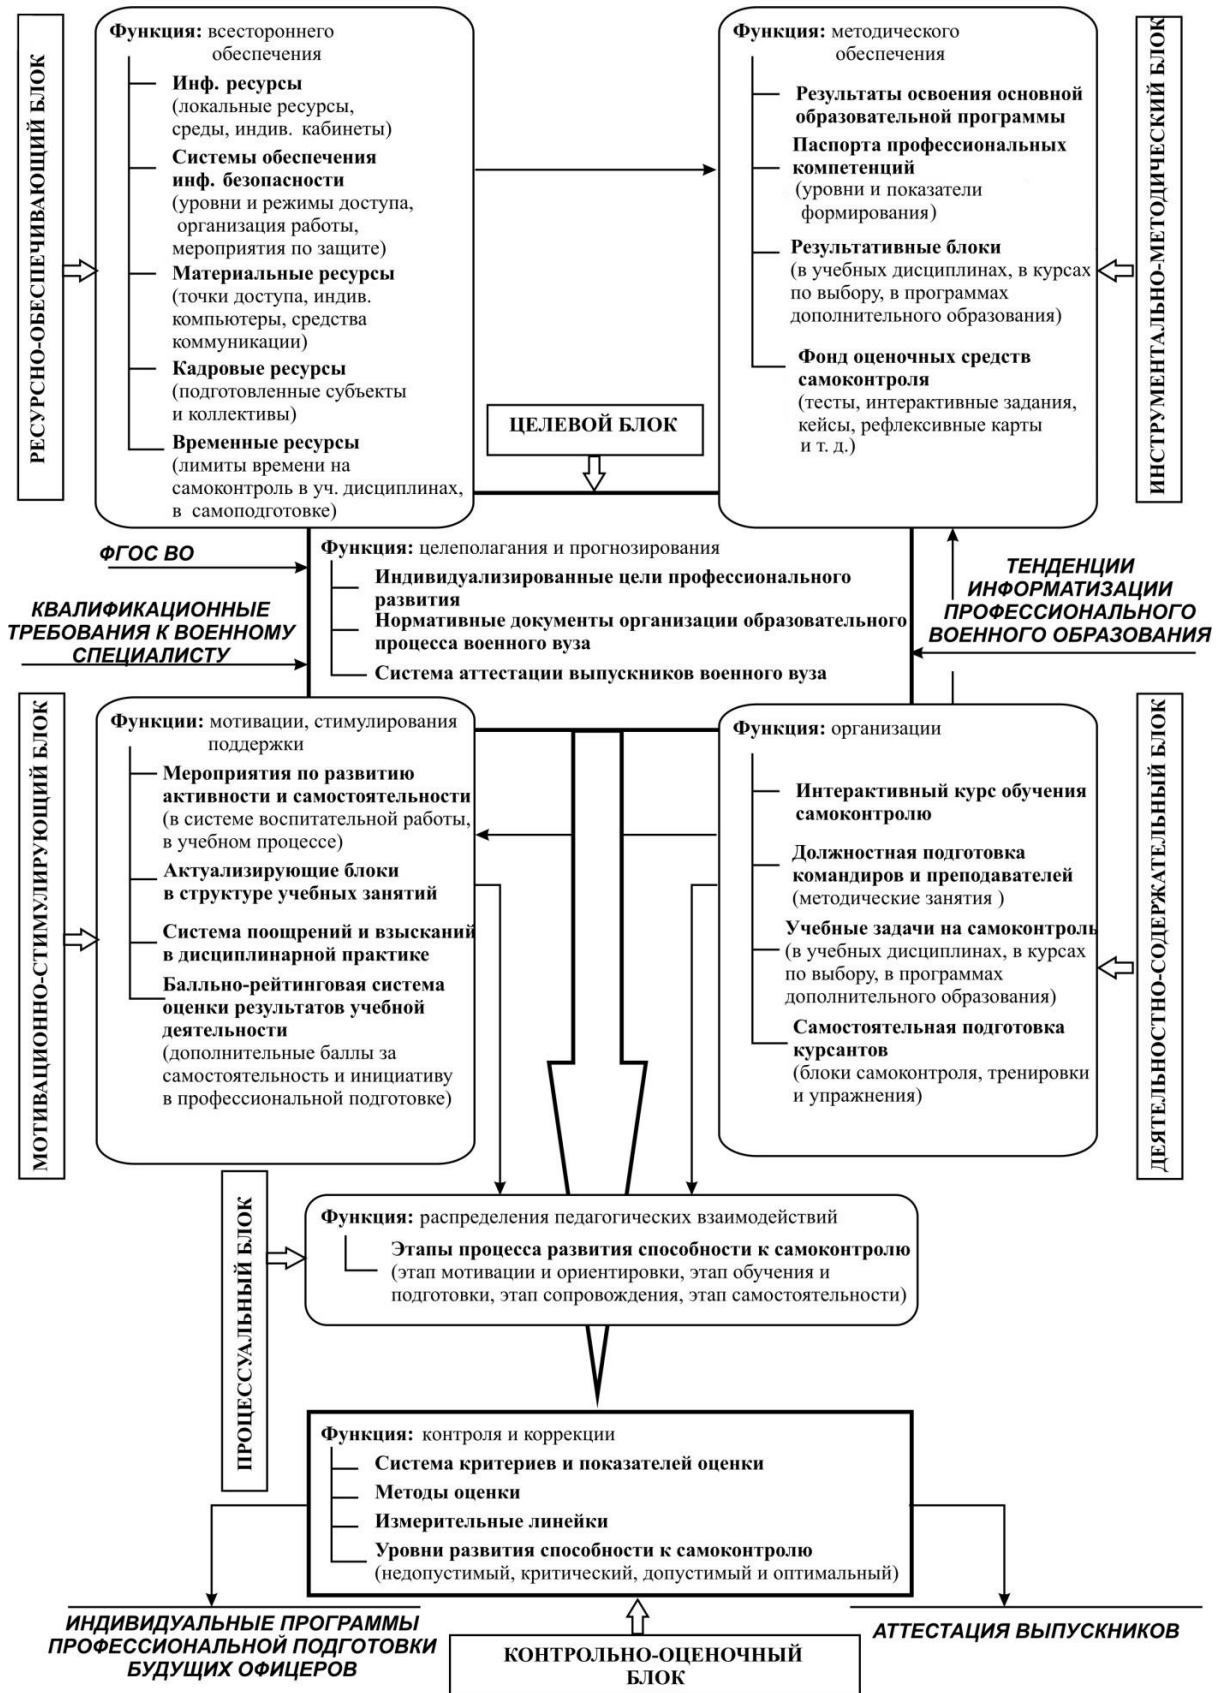 РЕСУРСНО-ОБЕСПЕЧИВАЮЩИЙ БЛОК
Функция: всестороннего
обеспечения
Инф. ресурсы
(локальные ресурсы,
среды, индив. кабинеты)
Системы обеспечения
инф. безопасности
(уровни и режимы доступа,
организация работы,
мероприятия по защите)
Материальные ресурсы
(точки доступа, индив.
компьютеры, средства
коммуникации)
Кадровые ресурсы
(подготовленные субъекты
и коллективы)
Временные ресурсы
(лимиты времени на
самоконтроль в уч. дисциплинах,
в самоподготовке)
Функция: методического
обеспечения
Результаты освоения основной
образовательной программы
Паспорта профессиональных
компетенций
(уровни и показатели
формирования)
Результативные блоки
(в учебных дисциплинах, в курсах
по выбору, в программах
дополнительного образования)
Фонд оценочных средств
самоконтроля
(тесты, интерактивные задания,
кейсы, рефлексивные карты
и т. д.)
ИНСТРУМЕНТАЛЬНО-МЕТОДИЧЕСКИЙ БЛОК
ЦЕЛЕВОЙ БЛОК
ФГОС ВО
КВАЛИФИКАЦИОННЫЕ
ТРЕБОВАНИЯ К ВОЕННОМУ
СПЕЦИАЛИСТУ
Функция: целеполагания и прогнозирования
Индивидуализированные цели профессионального
развития
Нормативные документы организации образовательного
процесса военного вуза
Система аттестации выпускников военного вуза
ТЕНДЕНЦИИ
ИНФОРМАТИЗАЦИИ
ПРОФЕССИОНАЛЬНОГО
ВОЕННОГО ОБРАЗОВАНИЯ
МОТИВАЦИОННО-СТИМУЛИРУЮЩИЙ БЛОК
Функции: мотивации, стимулирования
поддержки
Мероприятия по развитию
активности и самостоятельности
(в системе воспитательной работы,
в учебном процессе)
Актуализирующие блоки
в структуре учебных занятий
Система поощрений и взысканий
в дисциплинарной практике
Балльно-рейтинговая система
оценки результатов учебной
деятельности
(дополнительные баллы за
самостоятельность и инициативу
в профессиональной подготовке)
Функция: организации
Интерактивный курс обучения
самоконтролю
Должностная подготовка
командиров и преподавателей
(методические занятия )
Учебные задачи на самоконтроль
(в учебных дисциплинах, в курсах
по выбору, в программах
дополнительного образования)
Самостоятельная подготовка
курсантов
(блоки самоконтроля, тренировки
и упражнения)
ДЕЯТЕЛЬНОСТНО-СОДЕРЖАТЕЛЬНЫЙ БЛОК
ПРОЦЕССУАЛЬНЫЙ БЛОК
Функция: распределения педагогических взаимодействий
Этапы процесса развития способности к самоконтролю
(этап мотивации и ориентировки, этап обучения и
подготовки, этап сопровождения, этап самостоятельности)
Функция: контроля и коррекции
Система критериев и показателей оценки
Методы оценки
Измерительные линейки
Уровни развития способности к самоконтролю
(недопустимый, критический, допустимый и оптимальный)
ИНДИВИДУАЛЬНЫЕ ПРОГРАММЫ
ПРОФЕССИОНАЛЬНОЙ ПОДГОТОВКИ
БУДУЩИХ ОФИЦЕРОВ
КОНТРОЛЬНО-ОЦЕНОЧНЫЙ
БЛОК
АТТЕСТАЦИЯ ВЫПУСКНИКОВ